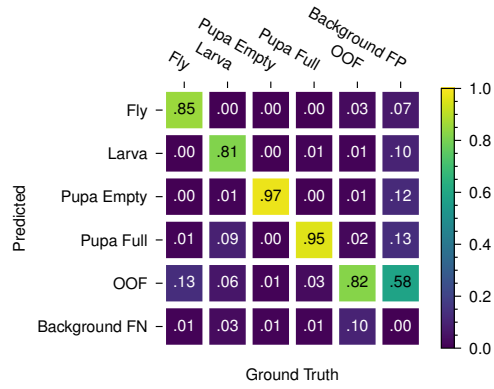 Fly Larva Pupa Empty Pupa Full OOF Background FP
Fly .85 .00 .00 .00 .03 .07
Larva .00 .81 .00 .01 .01 .10
Pupa Empty .00 .01 .97 .00 .01 .12
Pupa Full .01 .09 .00 .95 .02 .13
OOF .13 .06 .01 .03 .82 .58
Background FN .01 .03 .01 .01 .10 .00
Predicted
Ground Truth
1.0
0.8
0.6
0.4
0.2
0.0